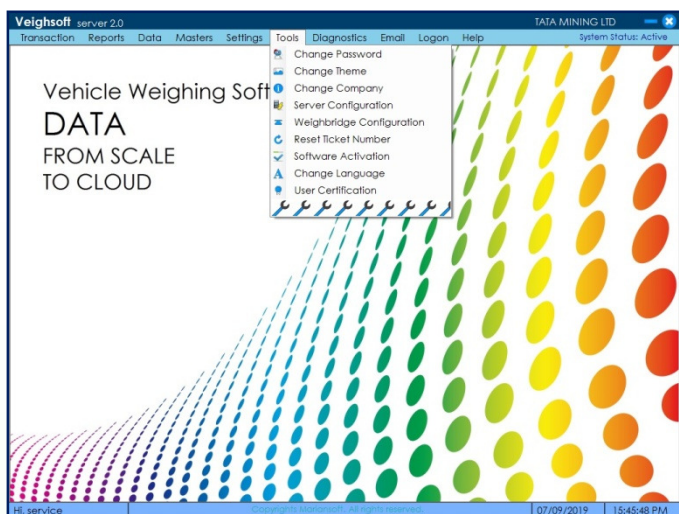 Veighsoft server 2.0 TATA MINING LTD
Transaction Reports Data Masters Settings Tools Diagnostics Email Logon Help System Status: Active
Change Password
Change Theme
Change Company
Server Configuration
Weighbridge Configuration
Reset Ticket Number
Software Activation
Change Language
User Certification
Vehicle Weighing Soft
DATA
FROM SCALE
TO CLOUD
Hi, service Copyrights Mariansoft. All rights reserved. 07/09/2019 15:45:48 PM